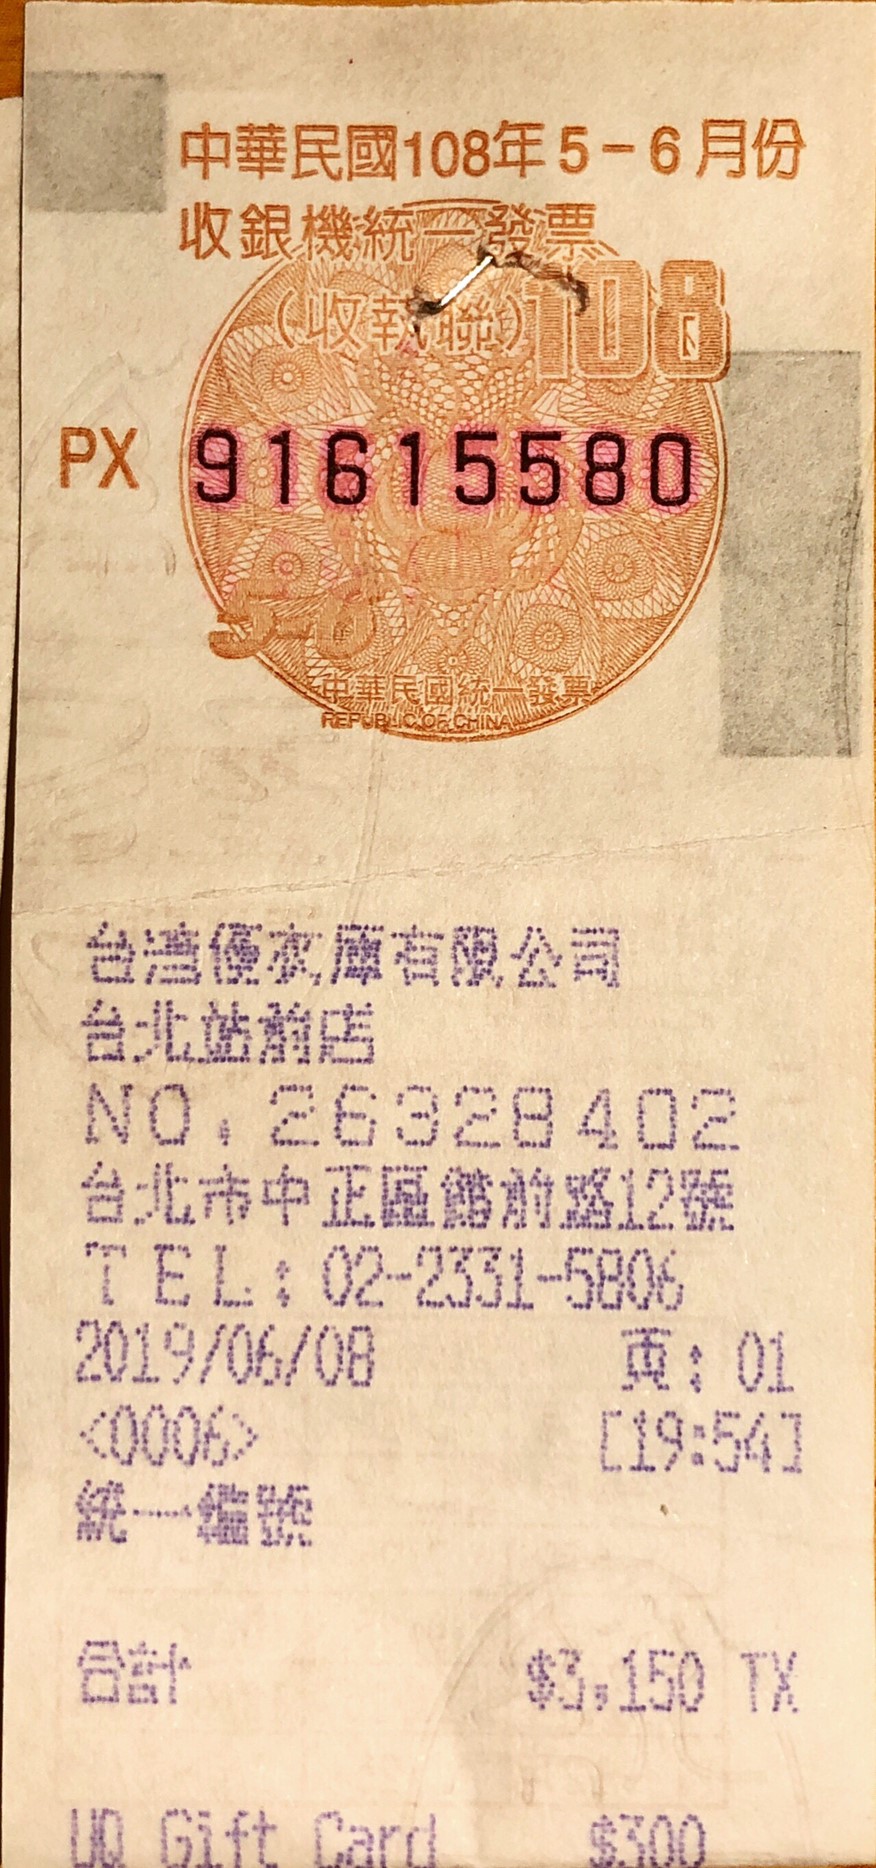 中華民國108年5-6月份
收銀機統一發票
(收執聯)
108
PX 91615580
5-6
中華民國統一發票
REPUBLIC OF CHINA
台灣優衣庫有限公司
台北站前店
NO.26328402
台北市中正區館前路12號
TEL:02-2331-5806
2019/06/08 頁:01
<0006> [19:54]
統一編號
合計 $3,150 TX
UQ Gift Card $300